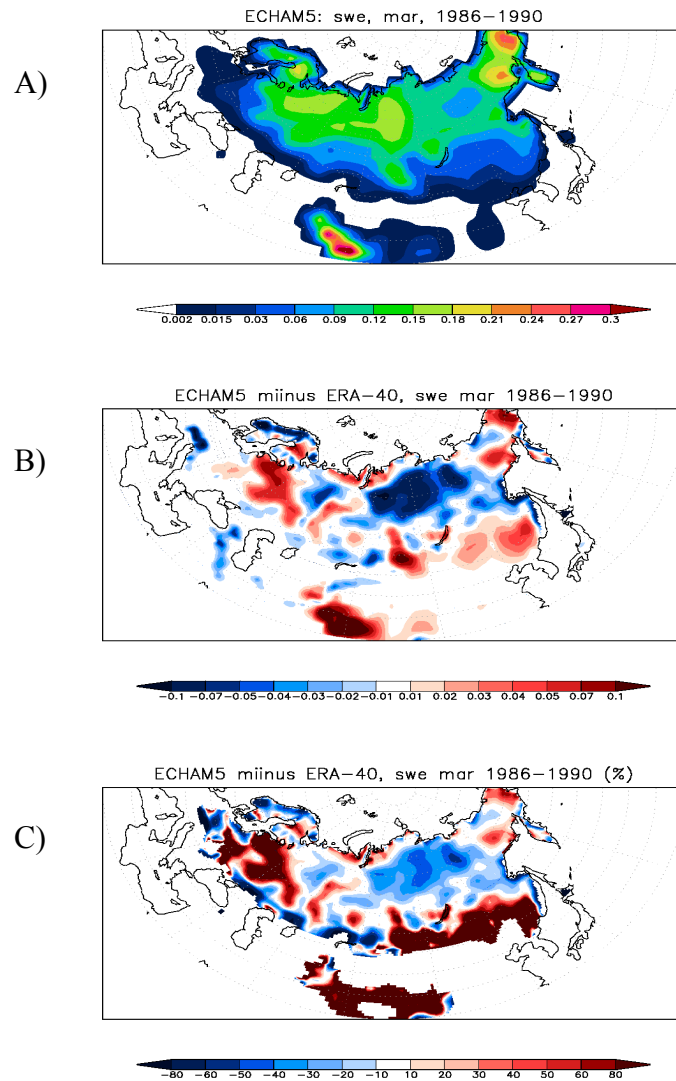 ECHAM5: swe, mar, 1986−1990
A)
0.002 0.015 0.03 0.06 0.09 0.12 0.15 0.18 0.21 0.24 0.27 0.3
ECHAM5 miinus ERA−40, swe mar 1986−1990
B)
−0.1 −0.07 −0.05 −0.04 −0.03 −0.02 −0.01 0.01 0.02 0.03 0.04 0.05 0.07 0.1
ECHAM5 miinus ERA−40, swe mar 1986−1990 (%)
C)
−80 −60 −50 −40 −30 −20 −10 10 20 30 40 50 60 80